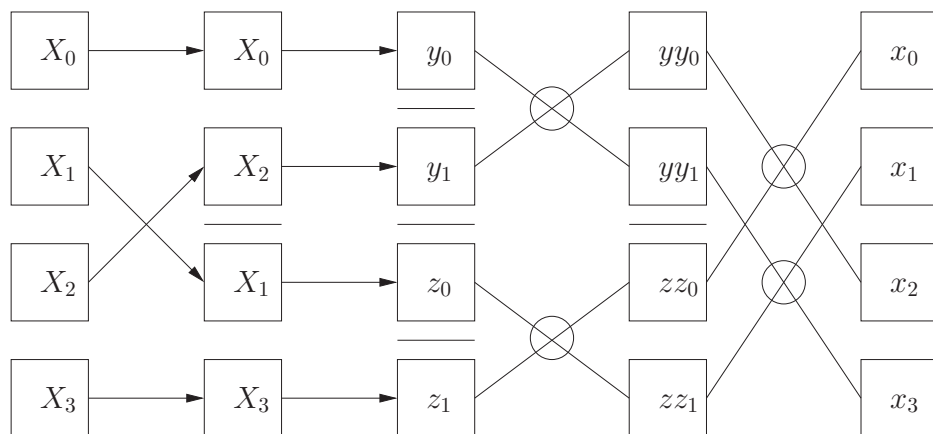 X₀ X₀ y₀ yy₀ x₀
X₁ X₂ y₁ yy₁ x₁
X₂ X₁ z₀ zz₀ x₂
X₃ X₃ z₁ zz₁ x₃